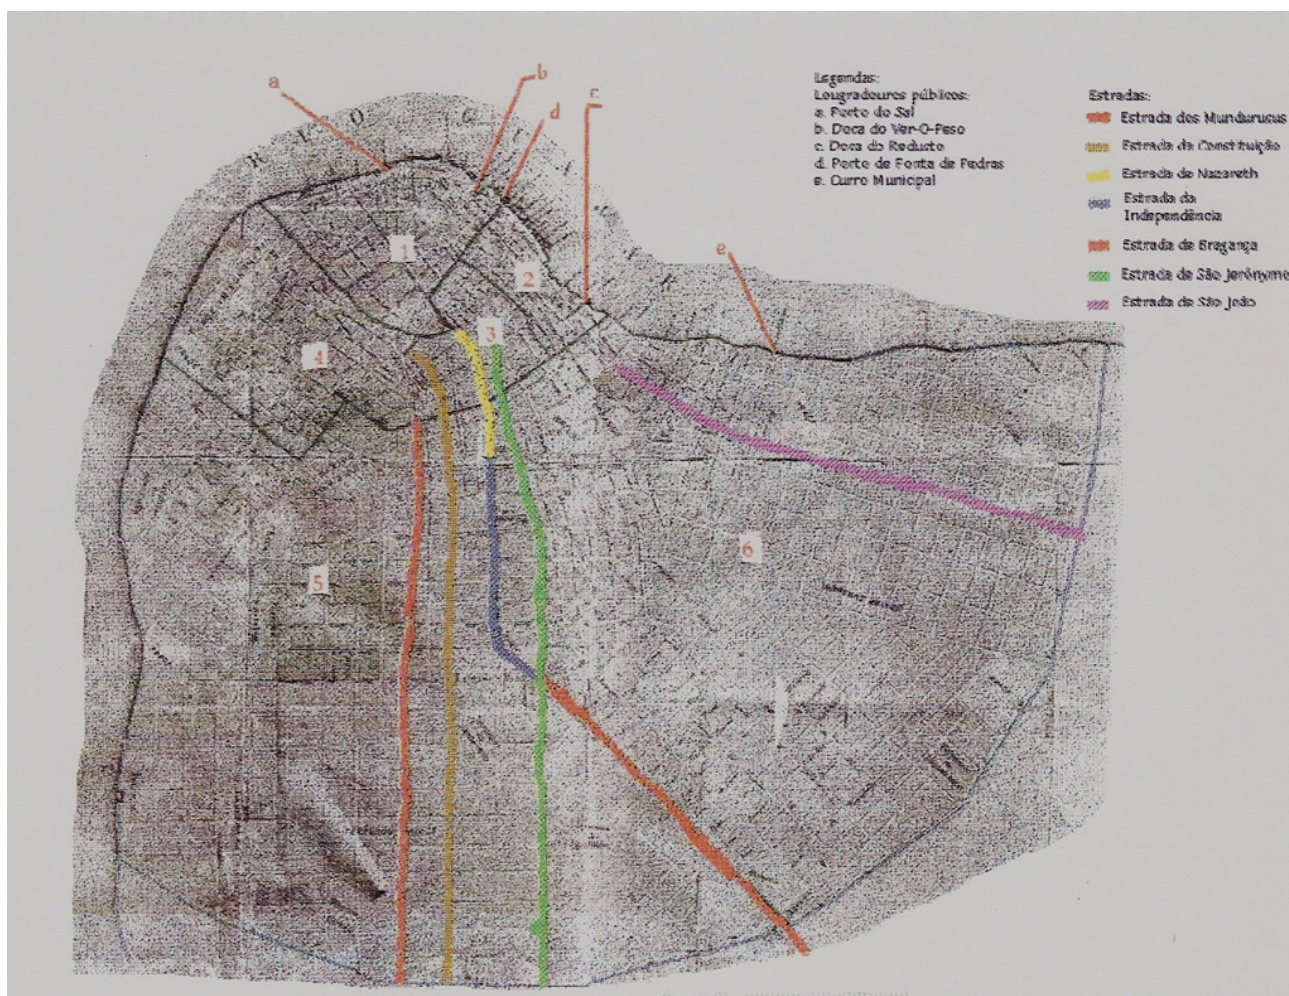 a
b
d
c
R I O
G
e
1
2
3
4
5
6
Legendas:
Lougradouros públicos:
a. Porto do Sal
b. Doca do Ver-O-Peso
c. Doca do Reduto
d. Porto de Ponta de Pedras
e. Curro Municipal
Estradas:
Estrada dos Mundurucus
Estrada da Constituição
Estrada de Nazareth
Estrada da
Independência
Estrada de Bragança
Estrada de São Jerônymo
Estrada de São João